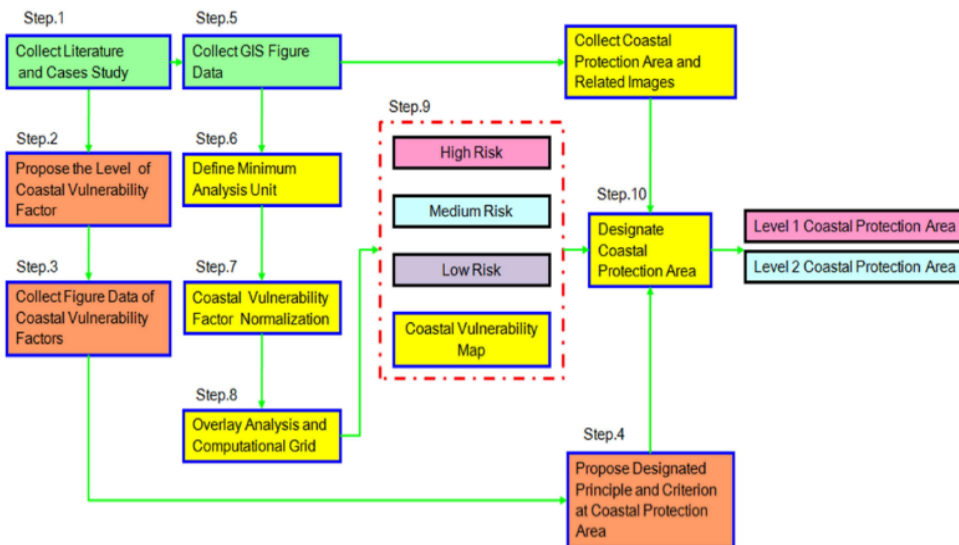 Step.1
Collect Literature
and Cases Study
Step.5
Collect GIS Figure
Data
Collect Coastal
Protection Area and
Related Images
Step.2
Propose the Level of
Coastal Vulnerability
Factor
Step.6
Define Minimum
Analysis Unit
Step.9
High Risk
Medium Risk
Low Risk
Coastal Vulnerability
Map
Step.10
Designate
Coastal
Protection Area
Level 1 Coastal Protection Area
Level 2 Coastal Protection Area
Step.3
Collect Figure Data of
Coastal Vulnerability
Factors
Step.7
Coastal Vulnerability
Factor Normalization
Step.8
Overlay Analysis and
Computational Grid
Step.4
Propose Designated
Principle and Criterion
at Coastal Protection
Area